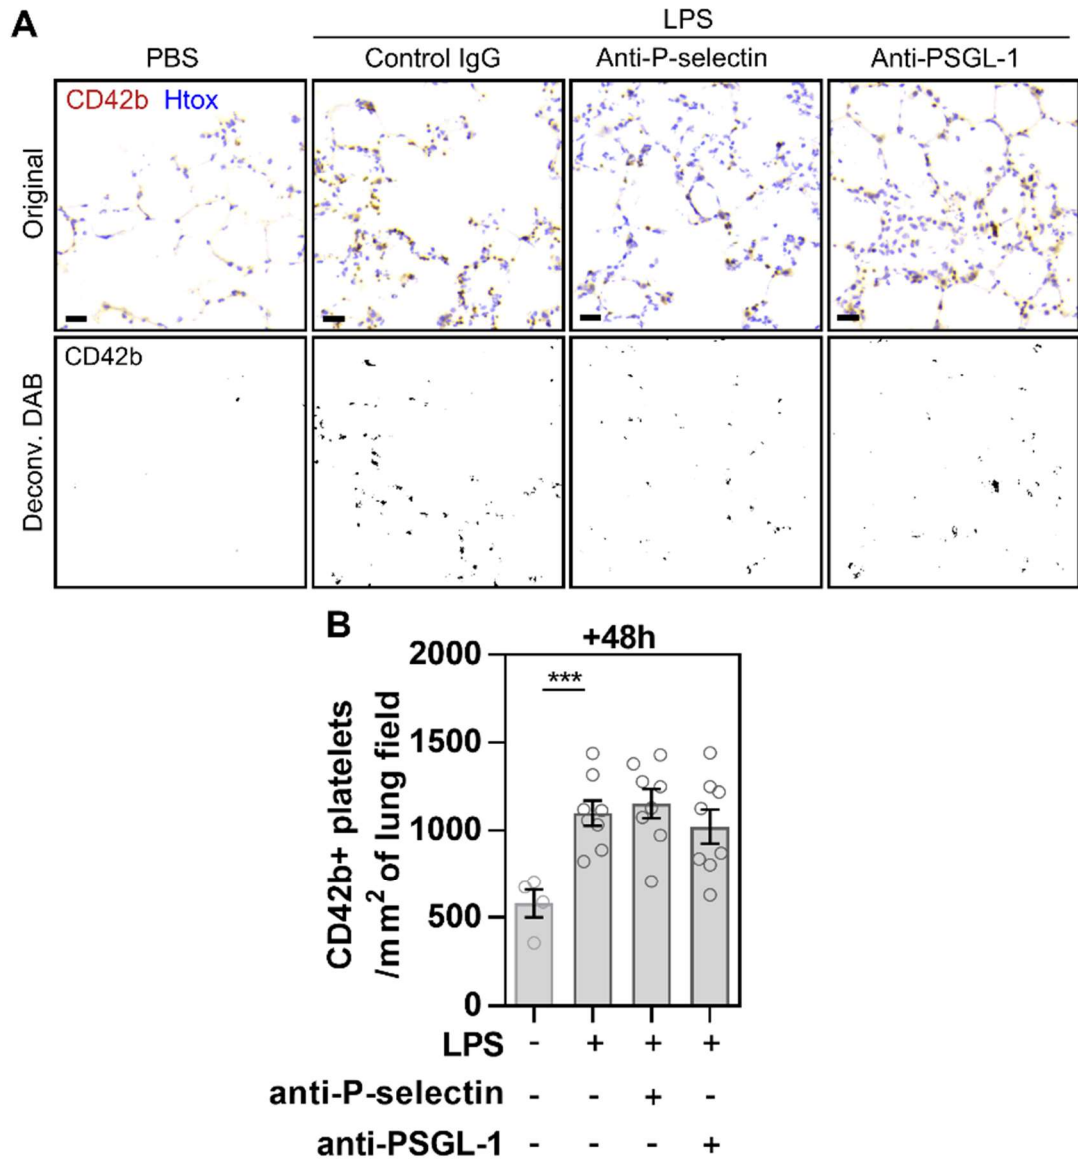 A
LPS
PBS
Control IgG
Anti-P-selectin
Anti-PSGL-1
Original
CD42b Htox
Deconv. DAB
CD42b
B
+48h
***
CD42b+ platelets
/mm² of lung field
2000
1500
1000
500
0
LPS - + + +
anti-P-selectin - - + -
anti-PSGL-1 - - - +